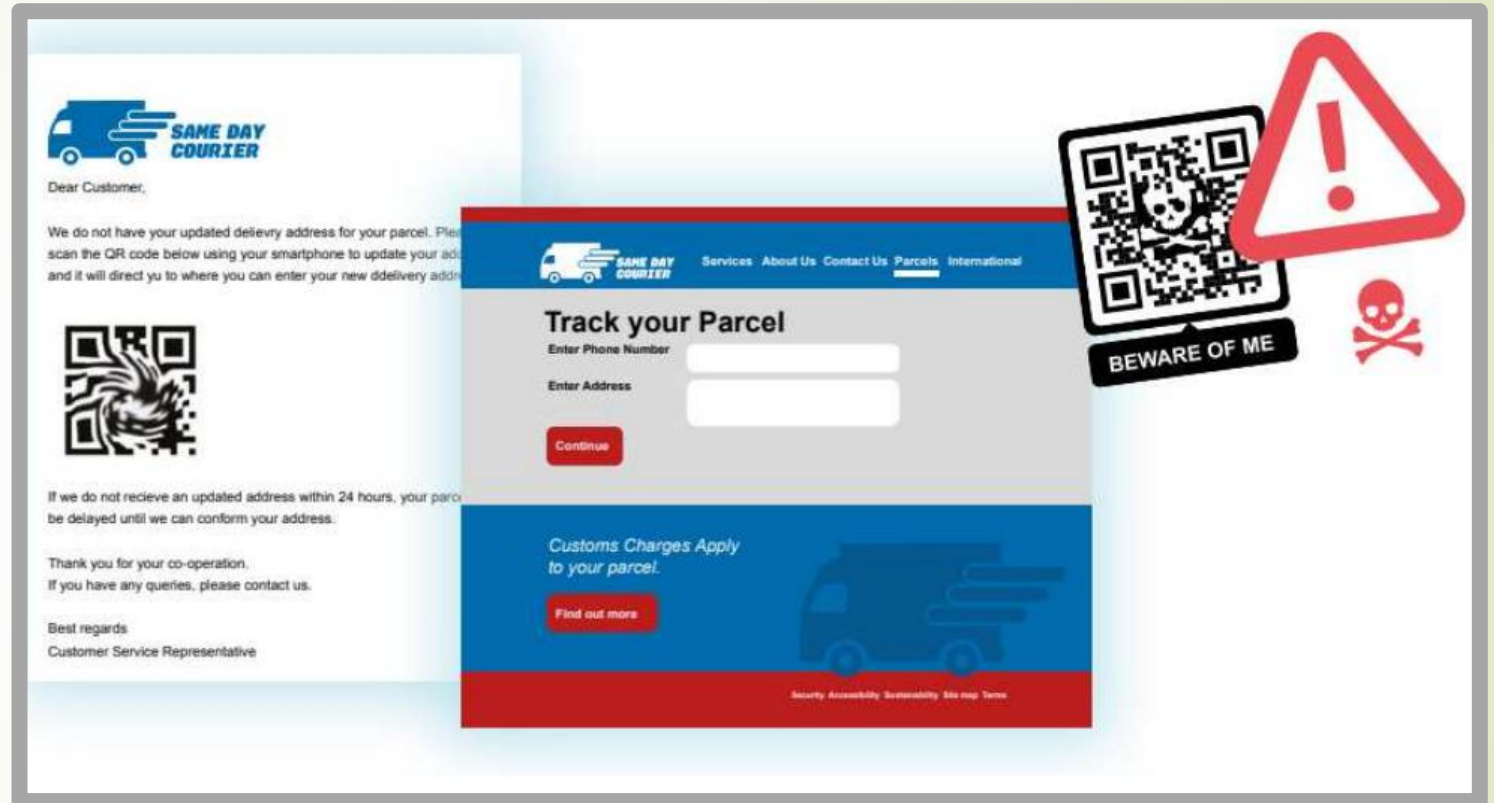 SAME DAY
COURIER
Dear Customer,
We do not have your updated delievry address for your parcel. Plea
scan the QR code below using your smartphone to update your add
and it will direct yu to where you can enter your new ddelivery addre
If we do not recieve an updated address within 24 hours, your parce
be delayed until we can conform your address.
Thank you for your co-operation.
If you have any queries, please contact us.
Best regards
Customer Service Representative
SAME DAY
COURIER
Services About Us Contact Us Parcels International
Track your Parcel
Enter Phone Number
Enter Address
Continue
Customs Charges Apply
to your parcel.
Find out more
Security Accessibility Sustainability Site map Terms
BEWARE OF ME